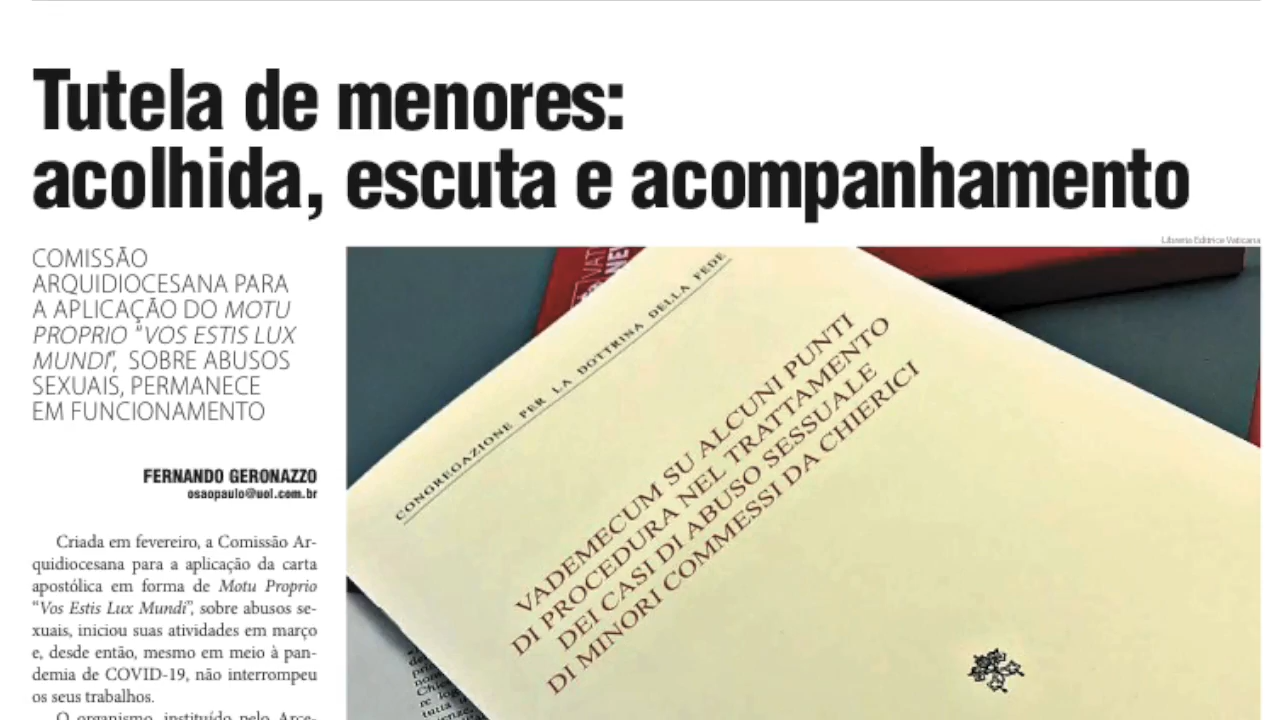 Tutela de menores:
acolhida, escuta e acompanhamento
COMISSÃO
ARQUIDIOCESANA PARA
A APLICAÇÃO DO MOTU
PROPRIO “VOS ESTIS LUX
MUNDI”, SOBRE ABUSOS
SEXUAIS, PERMANECE
EM FUNCIONAMENTO
FERNANDO GERONAZZO
osaopaulo@uol.com.br
Criada em fevereiro, a Comissão Ar-
quidiocesana para a aplicação da carta
apostólica em forma de Motu Proprio
“Vos Estis Lux Mundi”, sobre abusos se-
xuais, iniciou suas atividades em março
e, desde então, mesmo em meio à pan-
demia de COVID-19, não interrompeu
os seus trabalhos.
O organismo, instituído pelo Arce-
Libreria Editrice Vaticana
CONGREGAZIONE PER LA DOTTRINA DELLA FEDE
VADEMECUM SU ALCUNI PUNTI
DI PROCEDURA NEL TRATTAMENTO
DEI CASI DI ABUSO SESSUALE
DI MINORI COMMESSI DA CHIERICI